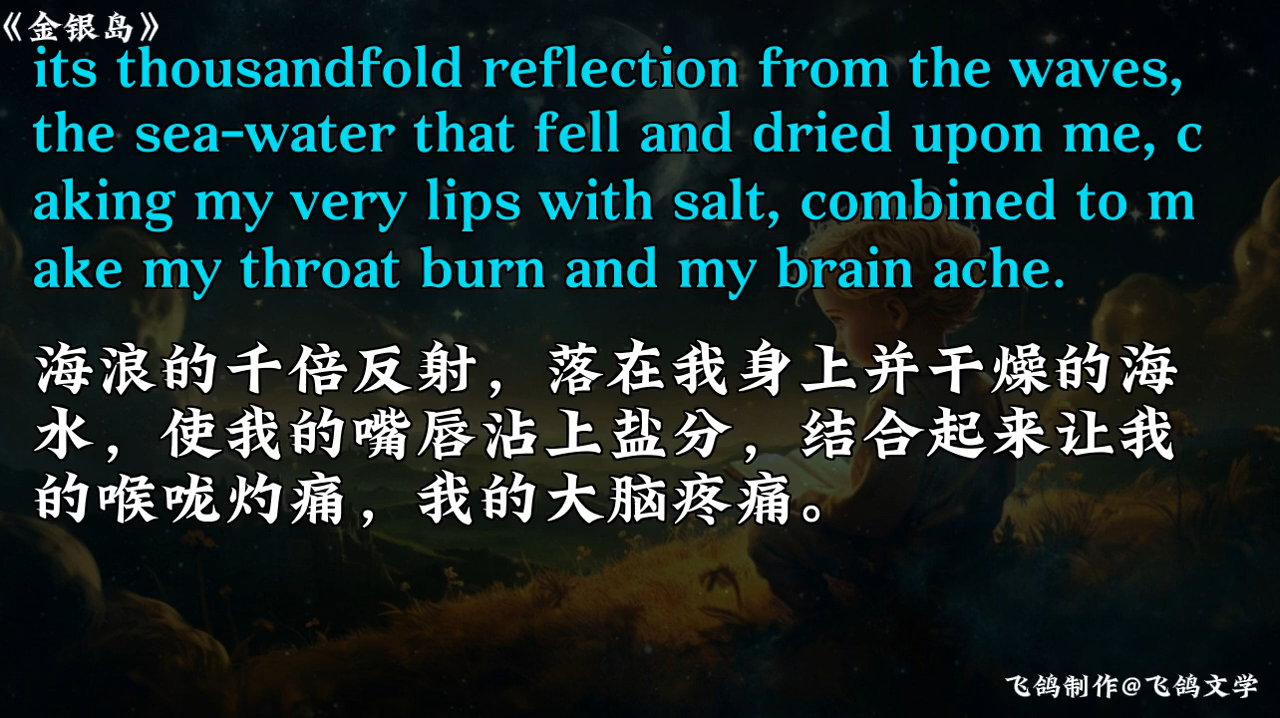 《金银岛》
its thousandfold reflection from the waves,
the sea-water that fell and dried upon me, c
aking my very lips with salt, combined to m
ake my throat burn and my brain ache.
海浪的千倍反射，落在我身上并干燥的海
水，使我的嘴唇沾上盐分，结合起来让我
的喉咙灼痛，我的大脑疼痛。
飞鸽制作@飞鸽文学